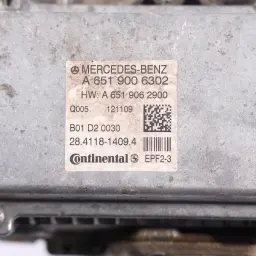 MERCEDES-BENZ
A 651 900 6302
HW: A 651 906 2900
Q005 121109
B01 D2 0030
28.4118-1409.4
Continental EPF2-3